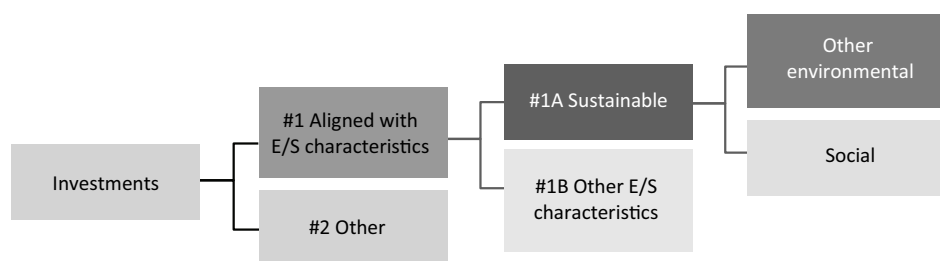 Investments
#1 Aligned with
E/S characteristics
#2 Other
#1A Sustainable
#1B Other E/S
characteristics
Other
environmental
Social